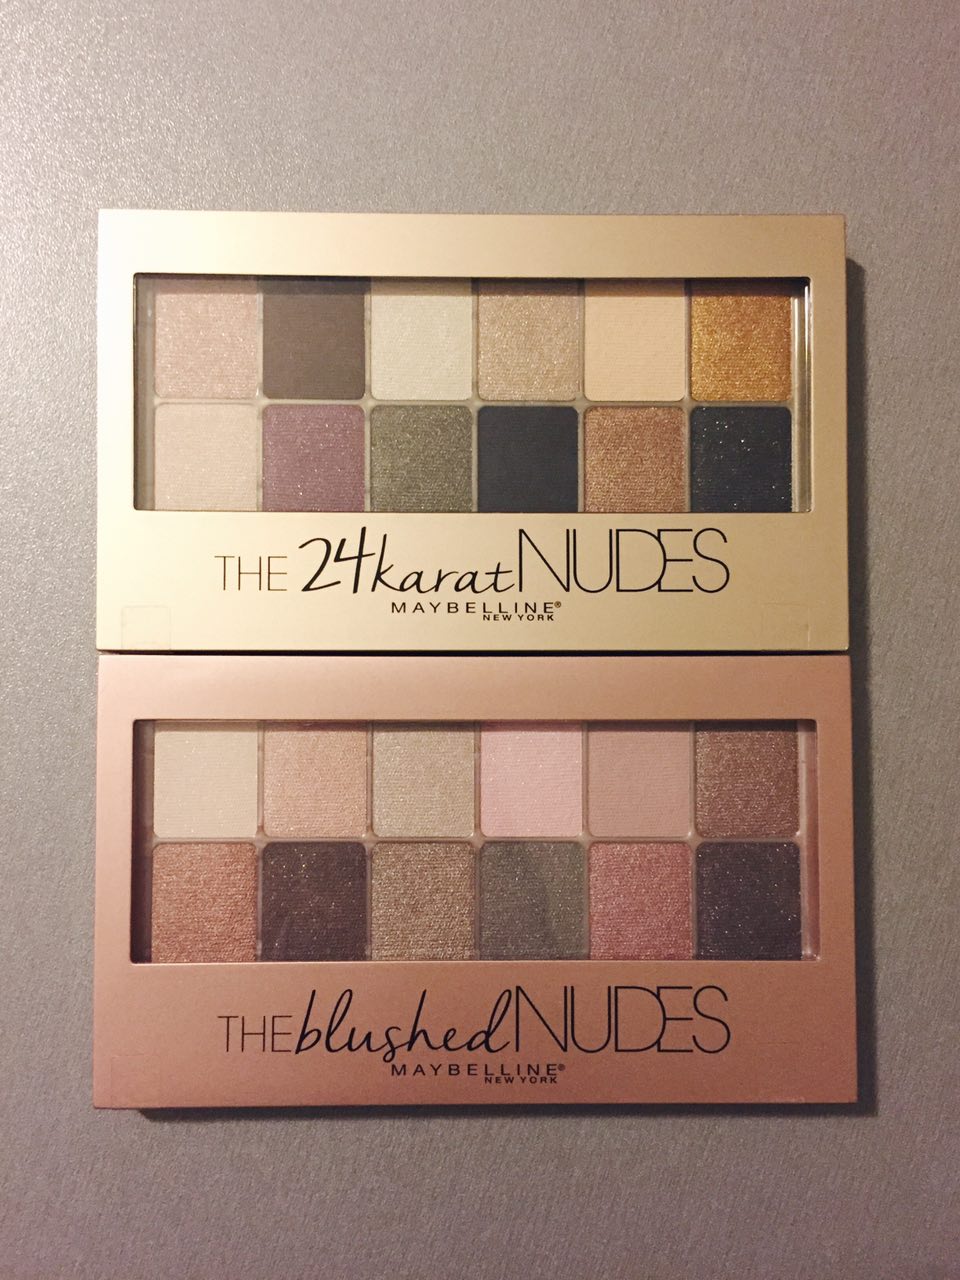 THE 24karat NUDES
MAYBELLINE®
NEW YORK
THE blushed NUDES
MAYBELLINE®
NEW YORK